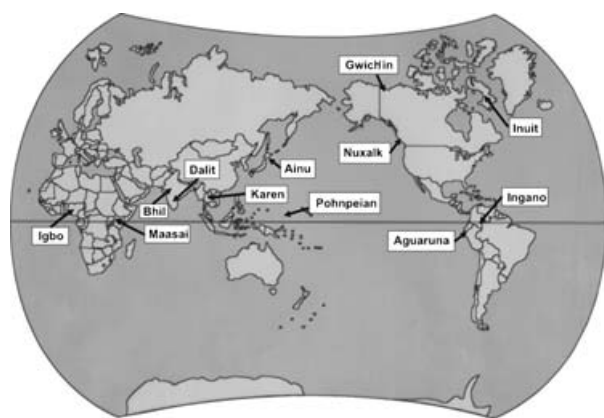 Gwich'in
Inuit
Nuxalk
Dalit
Ainu
Karen
Ingano
Pohnpeian
Bhil
Igbo
Maasai
Aguaruna